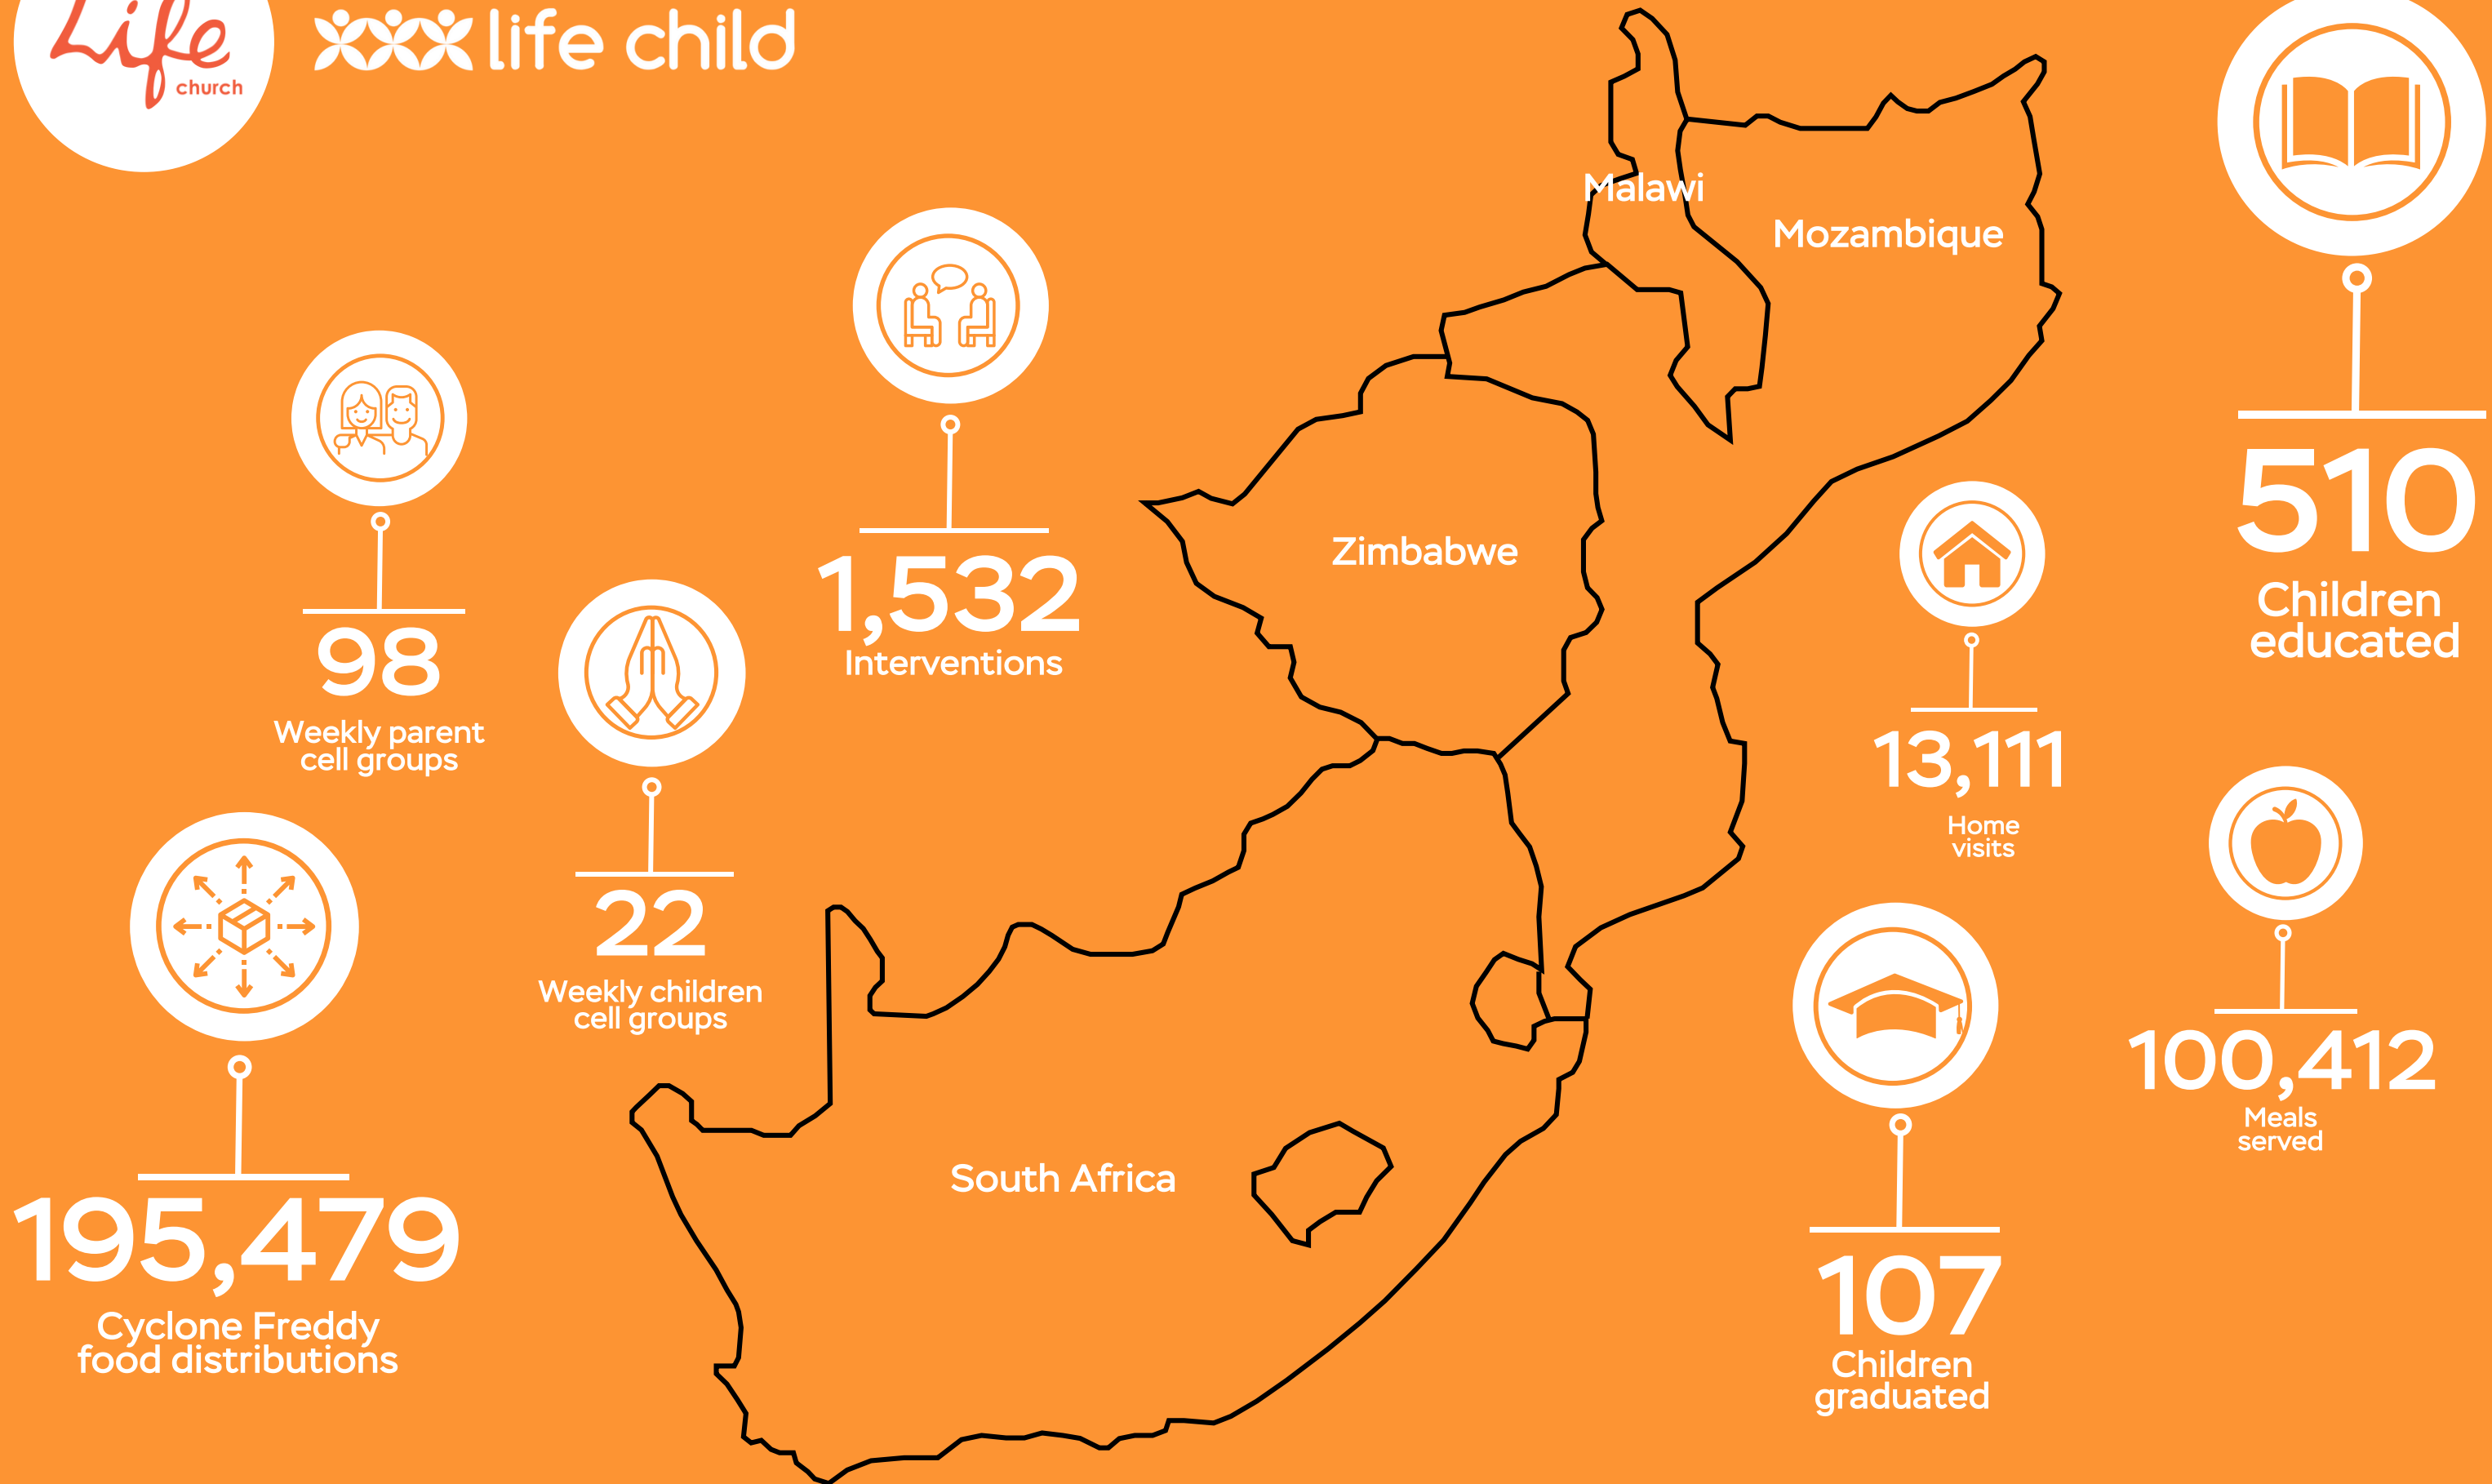 Life
church
life child
Malawi
Mozambique
Zimbabwe
South Africa
98
Weekly parent
cell groups
22
Weekly children
cell groups
1,532
Interventions
195,479
Cyclone Freddy
food distributions
510
Children
educated
13,111
Home
visits
100,412
Meals
served
107
Children
graduated